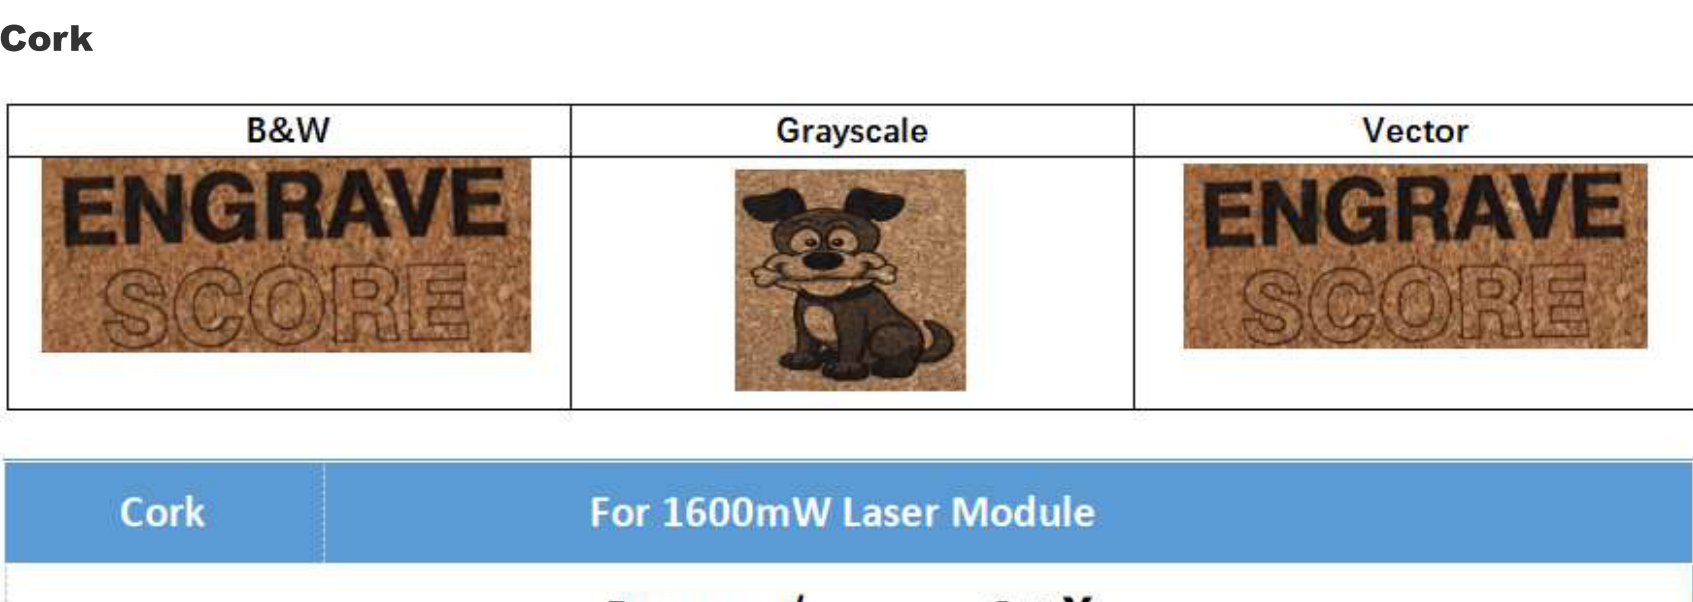 Cork
B&W Grayscale Vector
ENGRAVE ENGRAVE
SCORE SCORE
Cork For 1600mW Laser Module